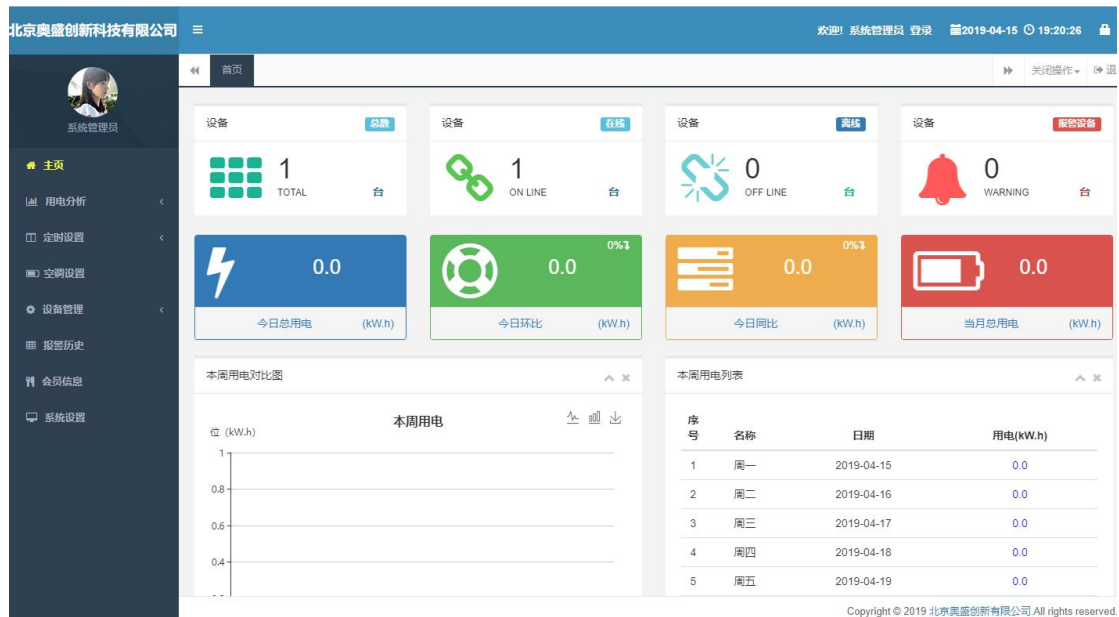 北京奥盛创新科技有限公司
欢迎! 系统管理员 登录 2019-04-15 19:20:26
系统管理员
主页
用电分析
定时设置
空调设置
设备管理
报警历史
会员信息
系统设置
首页
关闭操作 退
设备 总数
1
TOTAL 台
设备 在线
1
ON LINE 台
设备 离线
0
OFF LINE 台
设备 报警设备
0
WARNING 台
0.0
今日总用电 (kW.h)
0%
0.0
今日环比 (kW.h)
0%
0.0
今日同比 (kW.h)
0.0
当月总用电 (kW.h)
本周用电对比图
本周用电
位 (kW.h)
1
0.8
0.6
0.4
本周用电列表
序号 名称 日期 用电(kW.h)
1 周一 2019-04-15 0.0
2 周二 2019-04-16 0.0
3 周三 2019-04-17 0.0
4 周四 2019-04-18 0.0
5 周五 2019-04-19 0.0
Copyright © 2019 北京奥盛创新有限公司.All rights reserved.